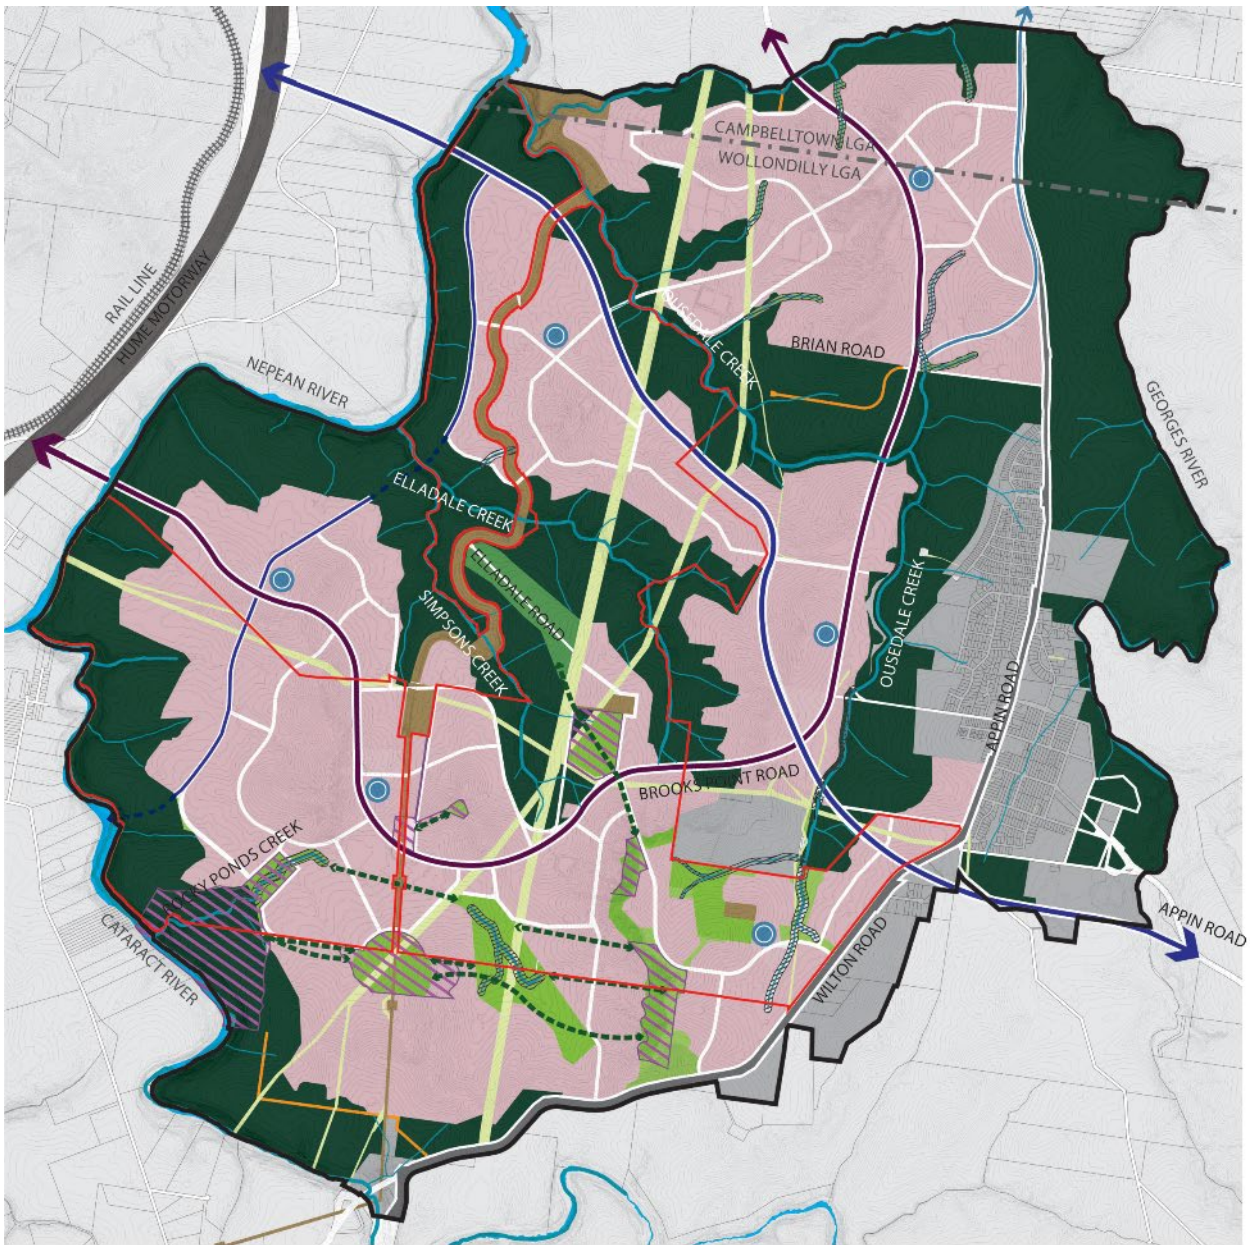 CAMPBELLTOWN LGA
WOLLONDILLY LGA
RAIL LINE
HUME MOTORWAY
NEPEAN RIVER
OUSEDALE CREEK
BRIAN ROAD
GEORGES RIVER
ELLADALE CREEK
ELLADALE ROAD
SIMPSONS CREEK
OUSEDALE CREEK
APPIN ROAD
BROOKS POINT ROAD
ROCKY PONDS CREEK
CATARACT RIVER
WILTON ROAD
APPIN ROAD